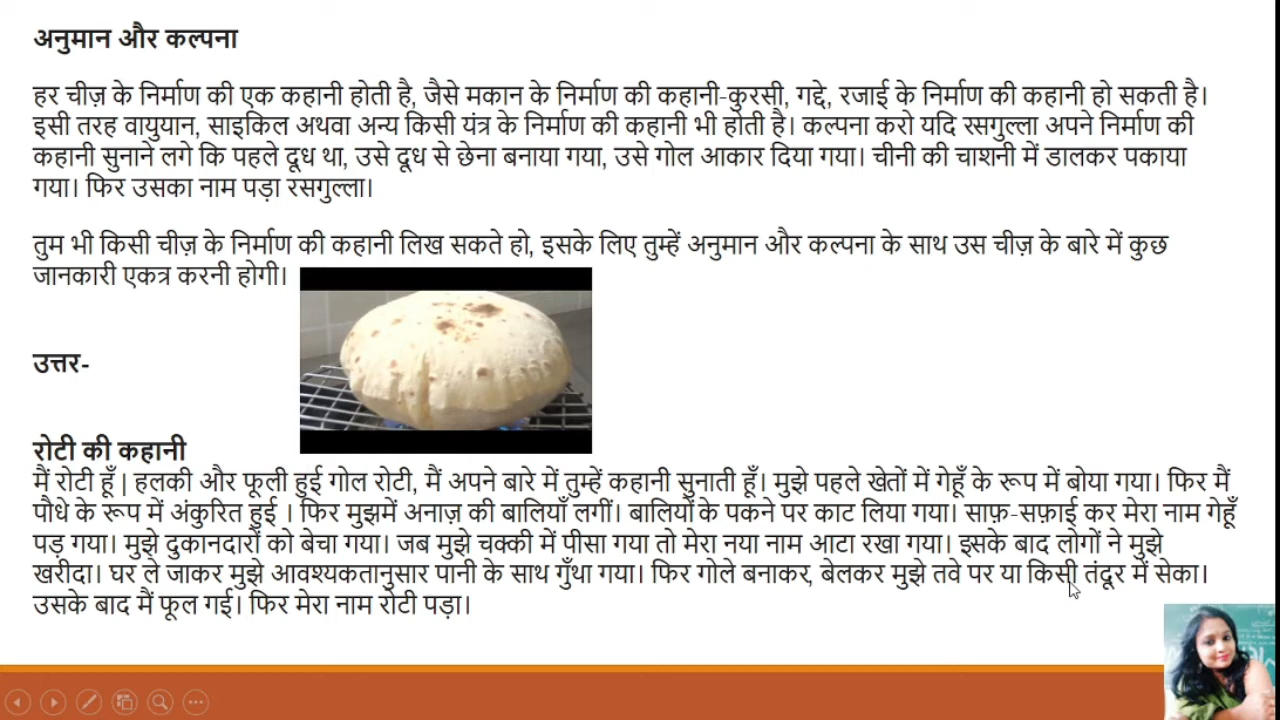 अनुमान और कल्पना
हर चीज़ के निर्माण की एक कहानी होती है, जैसे मकान के निर्माण की कहानी-कुरसी, गद्दे, रजाई के निर्माण की कहानी हो सकती है।
इसी तरह वायुयान, साइकिल अथवा अन्य किसी यंत्र के निर्माण की कहानी भी होती है। कल्पना करो यदि रसगुल्ला अपने निर्माण की
कहानी सुनाने लगे कि पहले दूध था, उसे दूध से छेना बनाया गया, उसे गोल आकार दिया गया। चीनी की चाशनी में डालकर पकाया
गया। फिर उसका नाम पड़ा रसगुल्ला।
तुम भी किसी चीज़ के निर्माण की कहानी लिख सकते हो, इसके लिए तुम्हें अनुमान और कल्पना के साथ उस चीज़ के बारे में कुछ
जानकारी एकत्र करनी होगी।
उत्तर-
रोटी की कहानी
मैं रोटी हूँ | हलकी और फूली हुई गोल रोटी, मैं अपने बारे में तुम्हें कहानी सुनाती हूँ। मुझे पहले खेतों में गेहूँ के रूप में बोया गया। फिर मैं
पौधे के रूप में अंकुरित हुई । फिर मुझमें अनाज़ की बालियाँ लगीं। बालियों के पकने पर काट लिया गया। साफ़-सफ़ाई कर मेरा नाम गेहूँ
पड़ गया। मुझे दुकानदारों को बेचा गया। जब मुझे चक्की में पीसा गया तो मेरा नया नाम आटा रखा गया। इसके बाद लोगों ने मुझे
खरीदा। घर ले जाकर मुझे आवश्यकतानुसार पानी के साथ गुँथा गया। फिर गोले बनाकर, बेलकर मुझे तवे पर या किसी तंदूर में सेका।
उसके बाद मैं फूल गई। फिर मेरा नाम रोटी पड़ा।